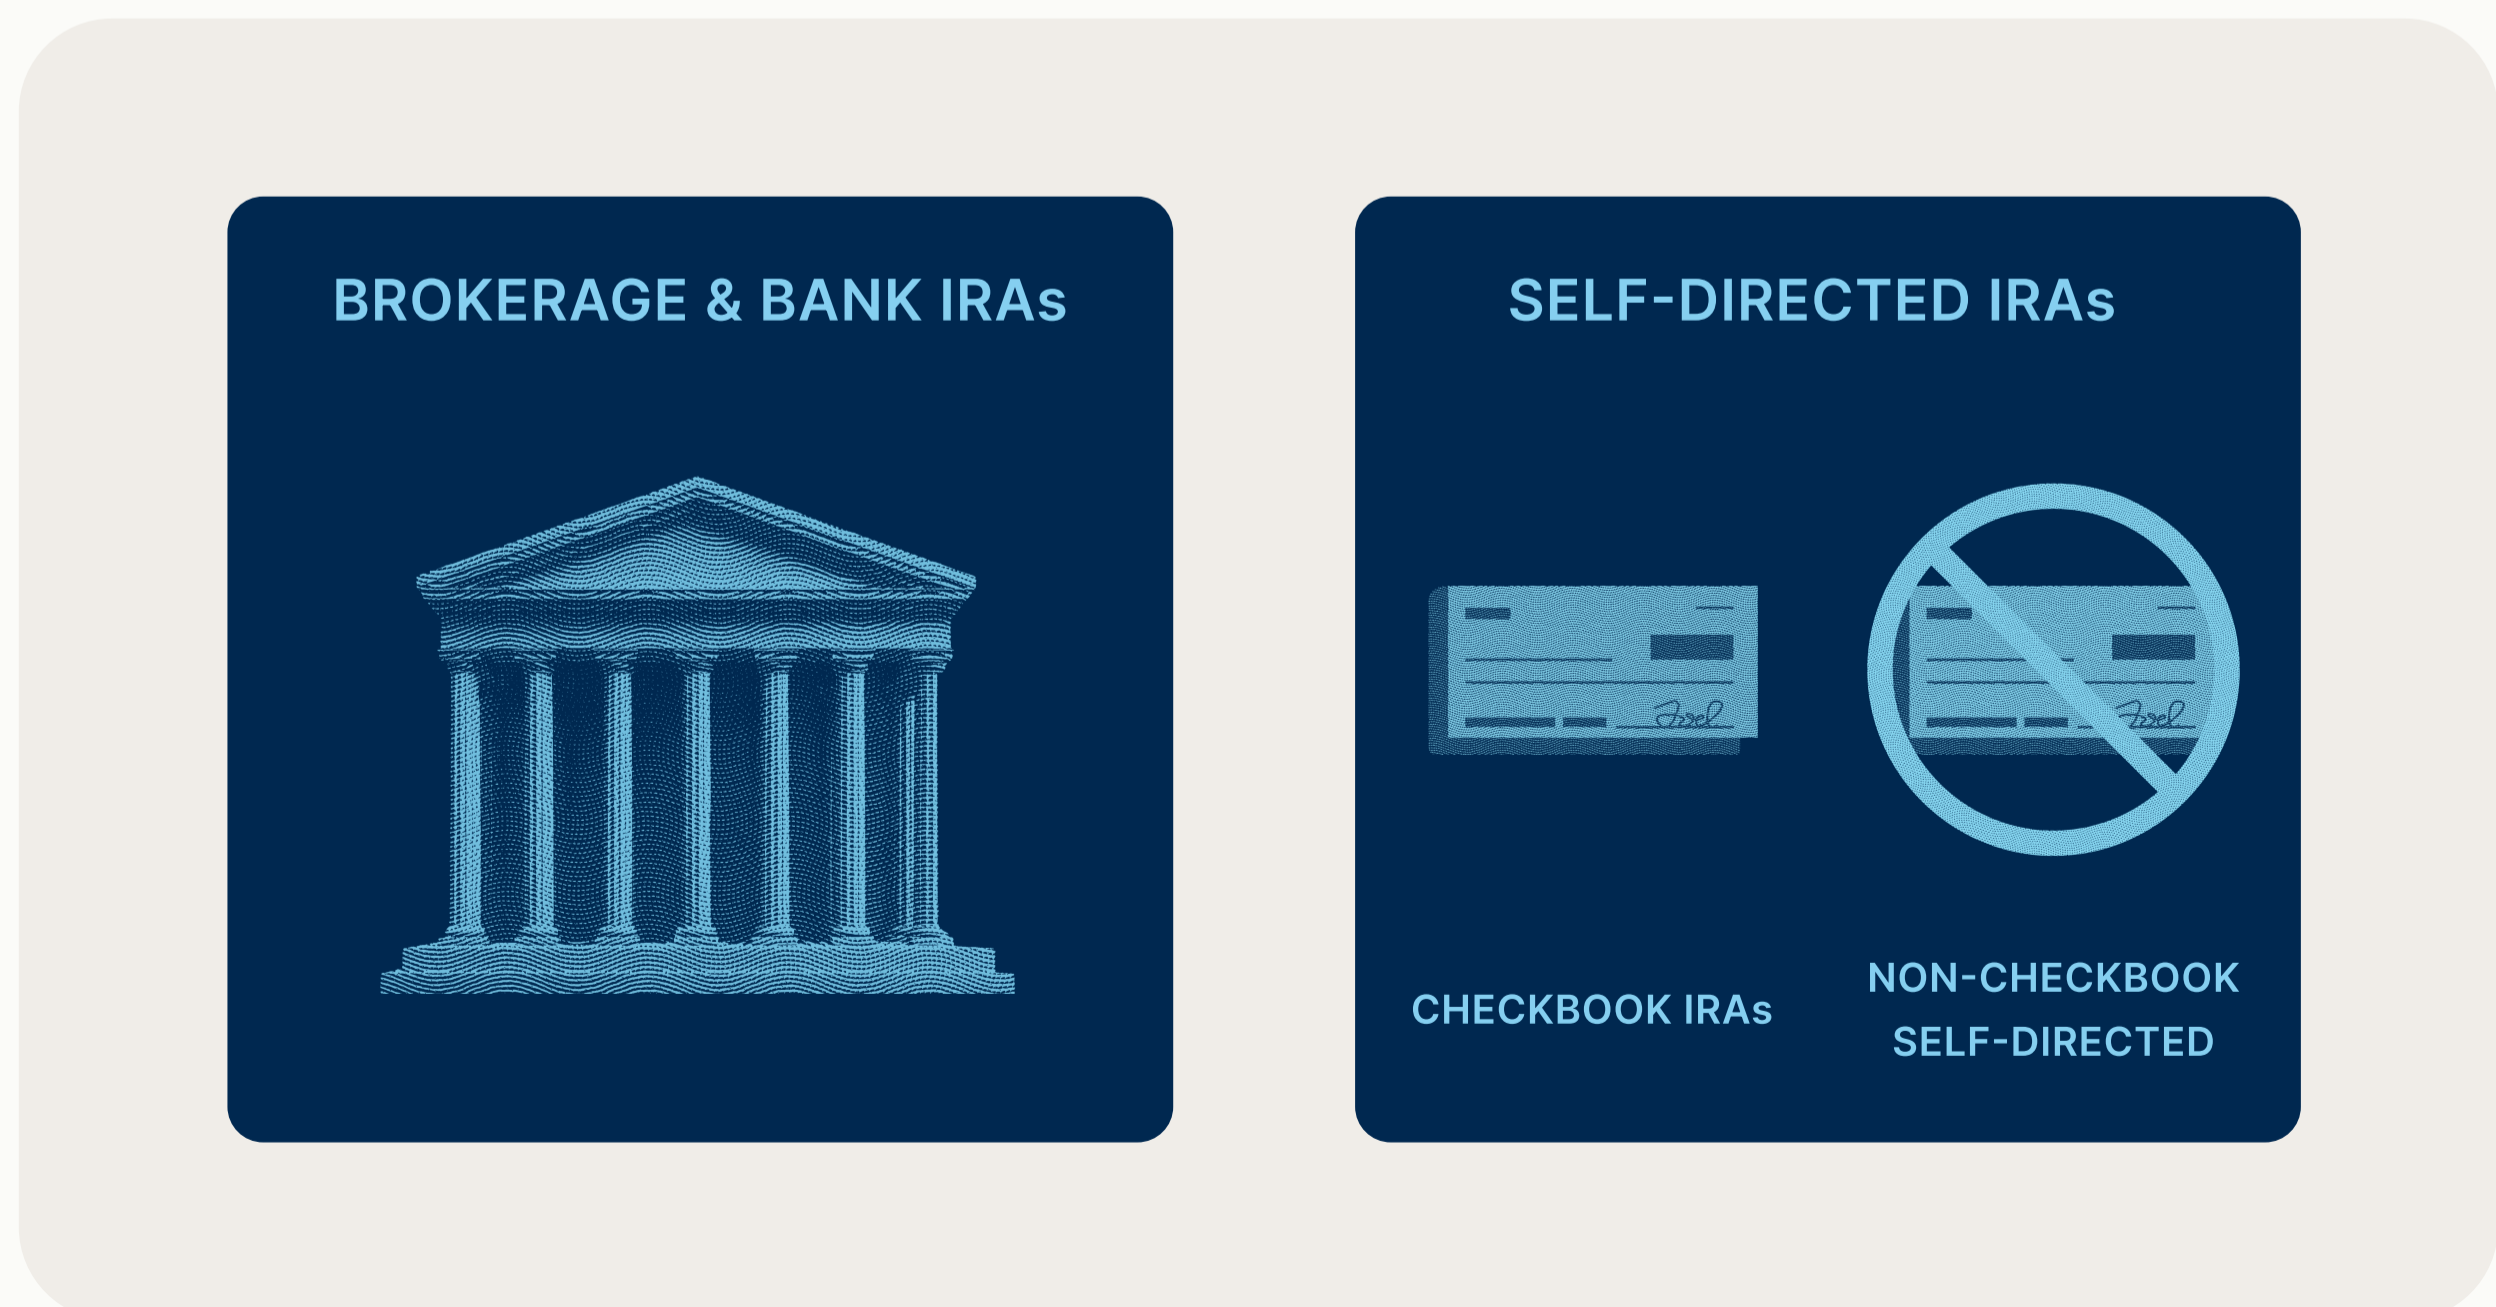 BROKERAGE & BANK IRAs
SELF-DIRECTED IRAs
CHECKBOOK IRAs
NON-CHECKBOOK
SELF-DIRECTED